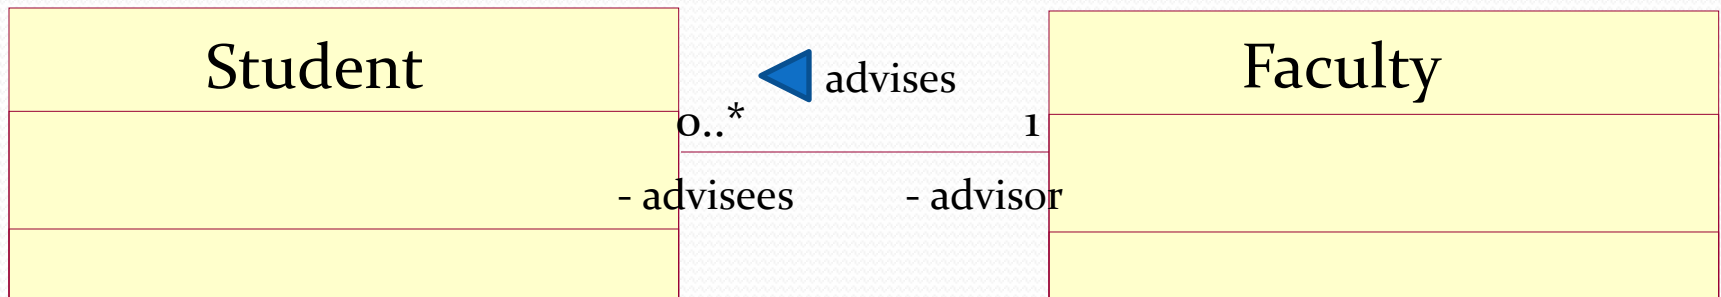 Student
Faculty
advises
0..*
1
- advisees
- advisor